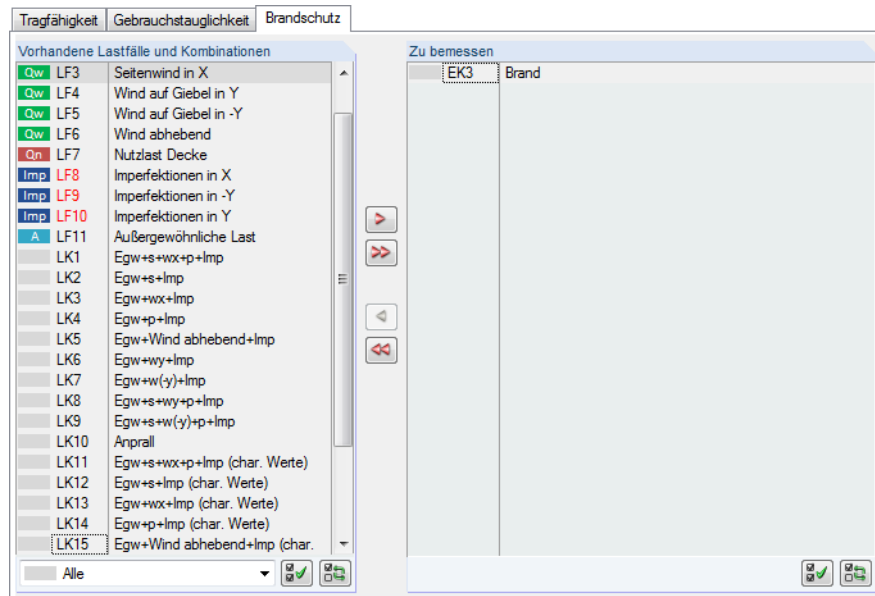 Tragfähigkeit Gebrauchstauglichkeit Brandschutz
Vorhandene Lastfälle und Kombinationen
Qw LF3 Seitenwind in X
Qw LF4 Wind auf Giebel in Y
Qw LF5 Wind auf Giebel in -Y
Qw LF6 Wind abhebend
Qn LF7 Nutzlast Decke
Imp LF8 Imperfektionen in X
Imp LF9 Imperfektionen in -Y
Imp LF10 Imperfektionen in Y
A LF11 Außergewöhnliche Last
LK1 Egw+s+wx+p+Imp
LK2 Egw+s+Imp
LK3 Egw+wx+Imp
LK4 Egw+p+Imp
LK5 Egw+Wind abhebend+Imp
LK6 Egw+wy+Imp
LK7 Egw+w(-y)+Imp
LK8 Egw+s+wy+p+Imp
LK9 Egw+s+w(-y)+p+Imp
LK10 Anprall
LK11 Egw+s+wx+p+Imp (char. Werte)
LK12 Egw+s+Imp (char. Werte)
LK13 Egw+wx+Imp (char. Werte)
LK14 Egw+p+Imp (char. Werte)
LK15 Egw+Wind abhebend+Imp (char.
Alle
Zu bemessen
EK3 Brand